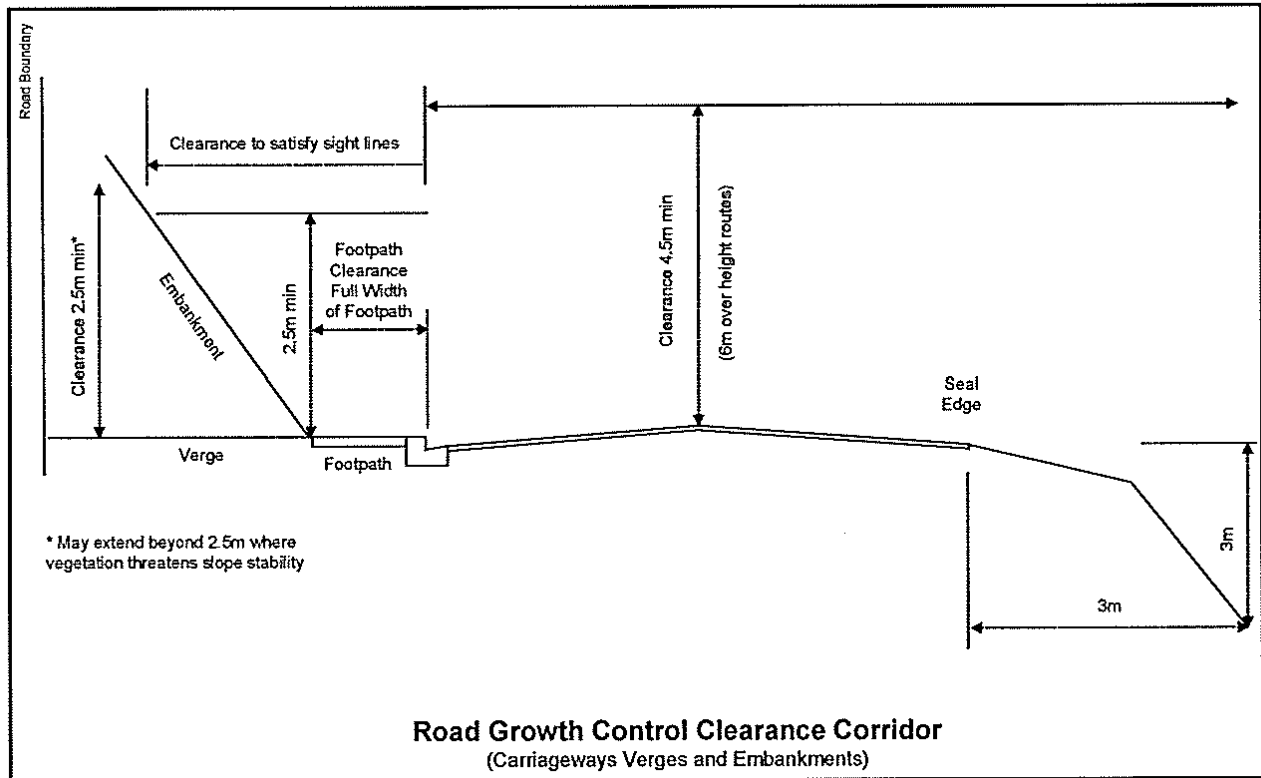 Road Boundary
Clearance to satisfy sight lines
Clearance 2.5m min*
Embankment
2.5m min
Footpath
Clearance
Full Width
of Footpath
Clearance 4.5m min
(6m over height routes)
Seal
Edge
Verge
Footpath
3m
3m
* May extend beyond 2.5m where
vegetation threatens slope stability
Road Growth Control Clearance Corridor
(Carriageways Verges and Embankments)